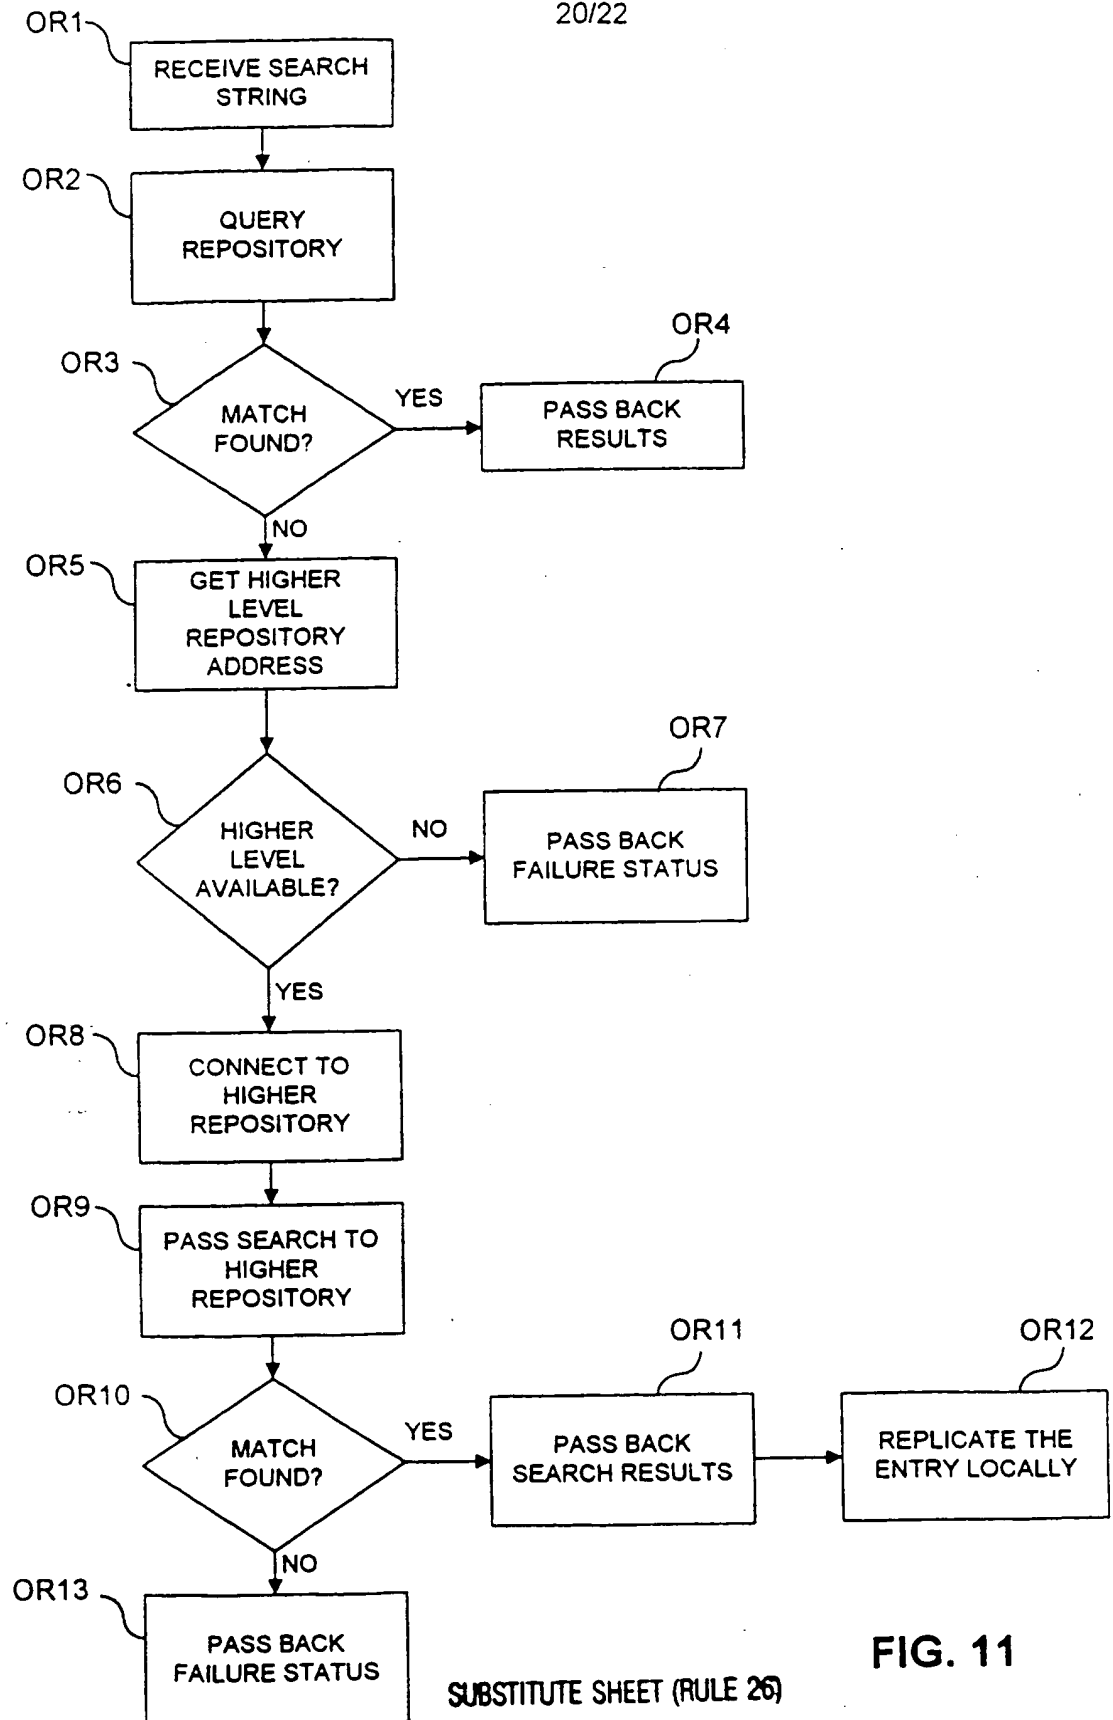 20/22
OR1
RECEIVE SEARCH
STRING
OR2
QUERY
REPOSITORY
OR3
MATCH
FOUND?
YES
OR4
PASS BACK
RESULTS
NO
OR5
GET HIGHER
LEVEL
REPOSITORY
ADDRESS
OR6
HIGHER
LEVEL
AVAILABLE?
NO
OR7
PASS BACK
FAILURE STATUS
YES
OR8
CONNECT TO
HIGHER
REPOSITORY
OR9
PASS SEARCH TO
HIGHER
REPOSITORY
OR10
MATCH
FOUND?
YES
OR11
PASS BACK
SEARCH RESULTS
OR12
REPLICATE THE
ENTRY LOCALLY
NO
OR13
PASS BACK
FAILURE STATUS
FIG. 11
SUBSTITUTE SHEET (RULE 26)